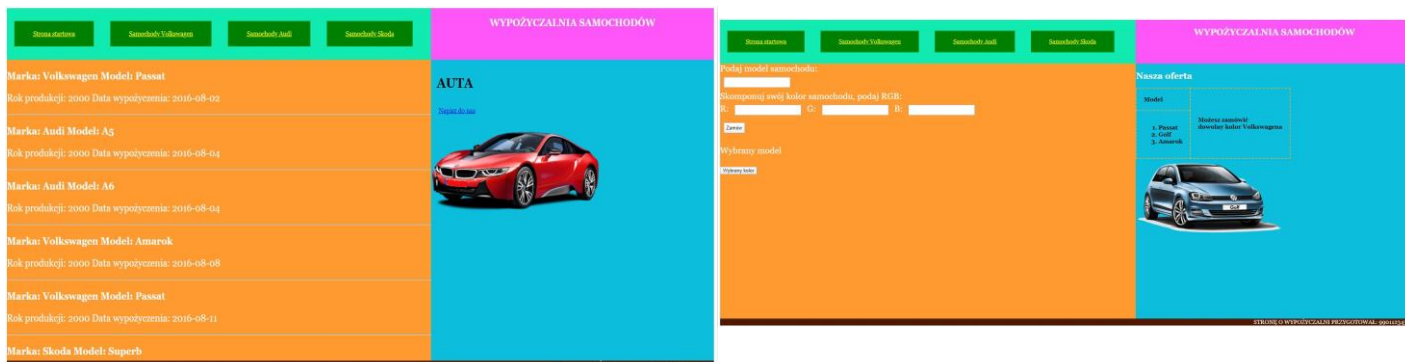 Strona startowa
Samochody Volkswagen
Samochody Audi
Samochody Skoda
WYPOŻYCZALNIA SAMOCHODÓW
Marka: Volkswagen Model: Passat
Rok produkcji: 2000 Data wypożyczenia: 2016-08-02
Marka: Audi Model: A5
Rok produkcji: 2000 Data wypożyczenia: 2016-08-04
Marka: Audi Model: A6
Rok produkcji: 2000 Data wypożyczenia: 2016-08-04
Marka: Volkswagen Model: Amarok
Rok produkcji: 2000 Data wypożyczenia: 2016-08-08
Marka: Volkswagen Model: Passat
Rok produkcji: 2000 Data wypożyczenia: 2016-08-11
Marka: Skoda Model: Superb
AUTA
Napisz do nas
Strona startowa
Samochody Volkswagen
Samochody Audi
Samochody Skoda
WYPOŻYCZALNIA SAMOCHODÓW
Podaj model samochodu:
Skomponuj swój kolor samochodu, podaj RGB:
R: G: B:
Zamów
Wybrany model
Wybrany kolor
Nasza oferta
Model
1. Passat
2. Golf
3. Amarok
Możesz zamówić
dowolny kolor Volkswagena
Golf
STRONĘ O WYPOŻYCZALNI PRZYGOTOWAŁ: 99011254